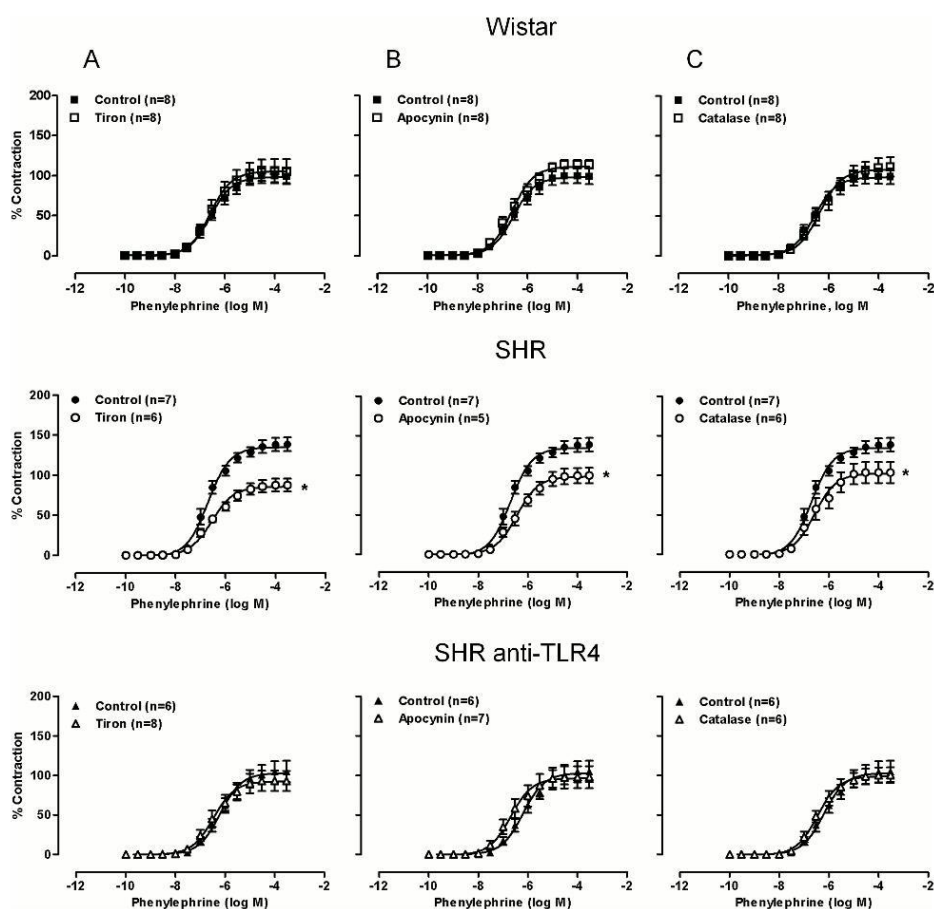 Wistar
A
B
C
Control (n=8)
Tiron (n=8)
Control (n=8)
Apocynin (n=8)
Control (n=8)
Catalase (n=8)
% Contraction
200
150
100
50
0
-12 -10 -8 -6 -4 -2
-12 -10 -8 -6 -4 -2
-12 -10 -8 -6 -4 -2
Phenylephrine (log M)
Phenylephrine (log M)
Phenylephrine, log M
SHR
Control (n=7)
Tiron (n=6)
Control (n=7)
Apocynin (n=5)
Control (n=7)
Catalase (n=6)
% Contraction
200
150
100
50
0
*
*
*
-12 -10 -8 -6 -4 -2
-12 -10 -8 -6 -4 -2
-12 -10 -8 -6 -4 -2
Phenylephrine (log M)
Phenylephrine (log M)
Phenylephrine (log M)
SHR anti-TLR4
Control (n=6)
Tiron (n=8)
Control (n=6)
Apocynin (n=7)
Control (n=6)
Catalase (n=6)
% Contraction
200
150
100
50
0
-12 -10 -8 -6 -4 -2
-12 -10 -8 -6 -4 -2
-12 -10 -8 -6 -4 -2
Phenylephrine (log M)
Phenylephrine (log M)
Phenylephrine (log M)